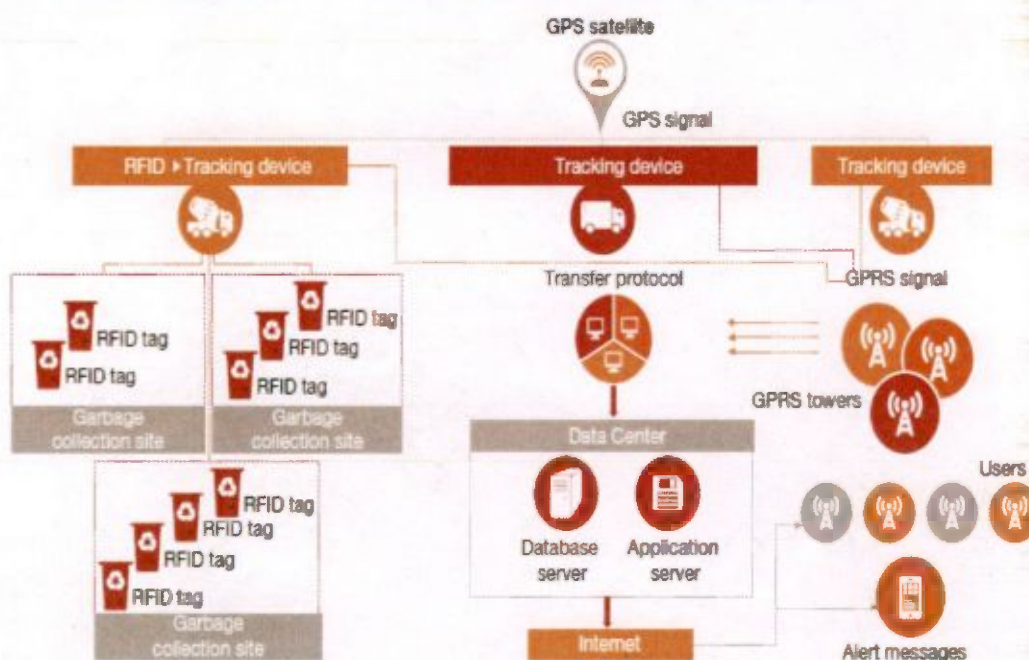 GPS satellite
GPS signal
RFID ▸ Tracking device
Tracking device
Tracking device
Transfer protocol
GPRS signal
RFID tag
RFID tag
RFID tag
RFID tag
RFID tag
Garbage
collection site
Garbage
collection site
GPRS towers
Data Center
Users
RFID tag
RFID tag
RFID tag
RFID tag
Garbage
collection site
Database
server
Application
server
Internet
Alert messages